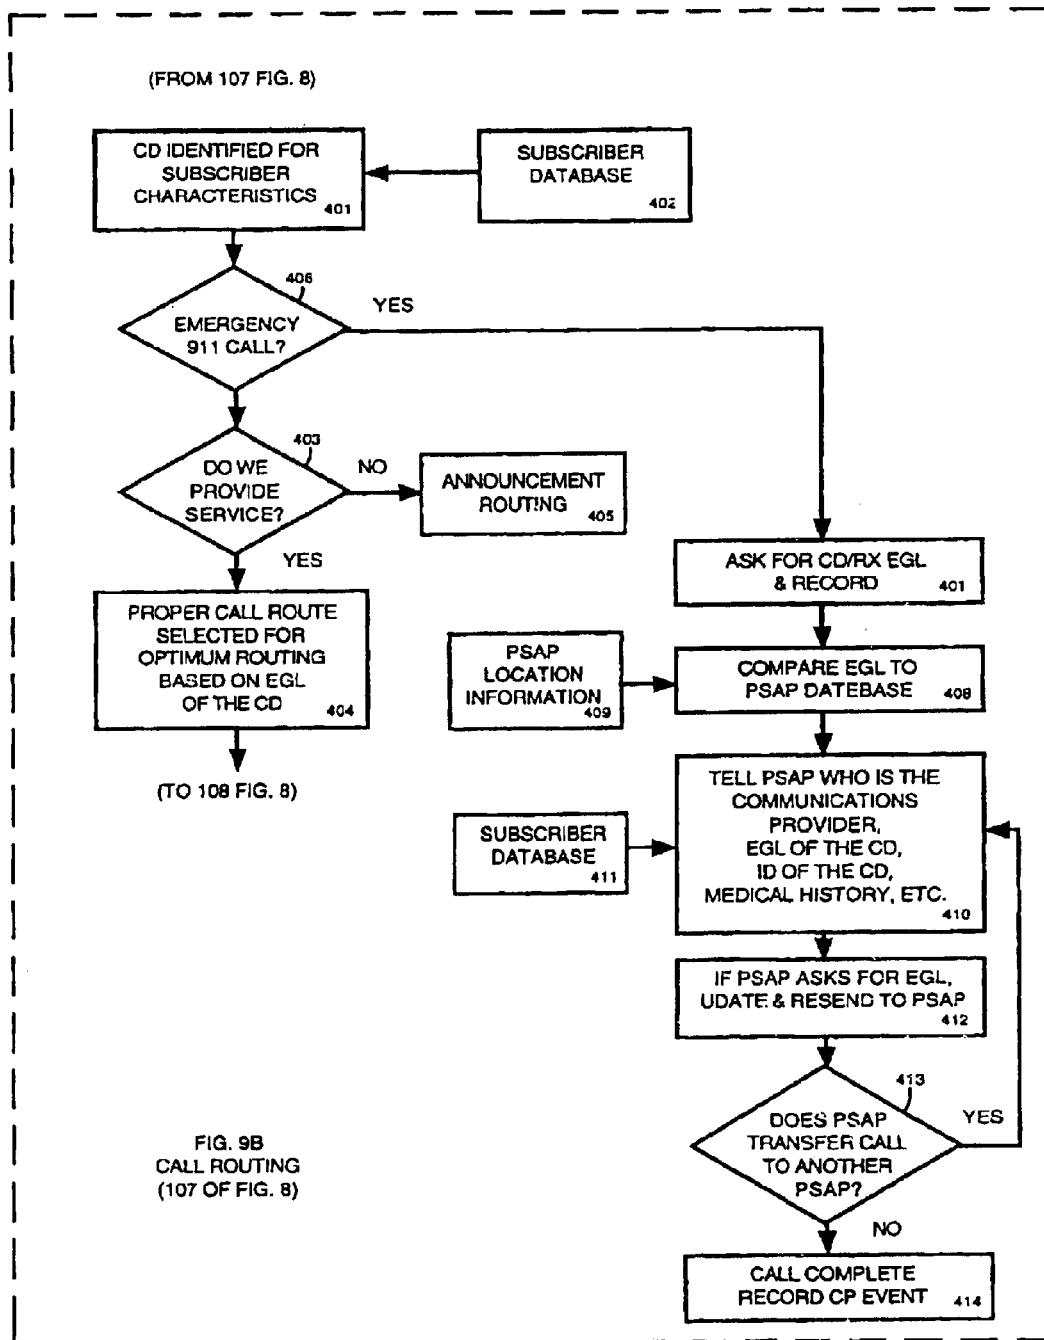 (FROM 107 FIG. 8)
CD IDENTIFIED FOR
SUBSCRIBER
CHARACTERISTICS
401
SUBSCRIBER
DATABASE
402
406
YES
EMERGENCY
911 CALL?
403
DO WE
PROVIDE
SERVICE?
NO
ANNOUNCEMENT
ROUTING
405
YES
PROPER CALL ROUTE
SELECTED FOR
OPTIMUM ROUTING
BASED ON EGL
OF THE CD
404
(TO 108 FIG. 8)
ASK FOR CD/RX EGL
& RECORD
401
PSAP
LOCATION
INFORMATION
409
COMPARE EGL TO
PSAP DATEBASE
408
SUBSCRIBER
DATABASE
411
TELL PSAP WHO IS THE
COMMUNICATIONS
PROVIDER,
EGL OF THE CD,
ID OF THE CD,
MEDICAL HISTORY, ETC.
410
IF PSAP ASKS FOR EGL,
UDATE & RESEND TO PSAP
412
413
YES
DOES PSAP
TRANSFER CALL
TO ANOTHER
PSAP?
NO
CALL COMPLETE
RECORD CP EVENT
414
FIG. 9B
CALL ROUTING
(107 OF FIG. 8)